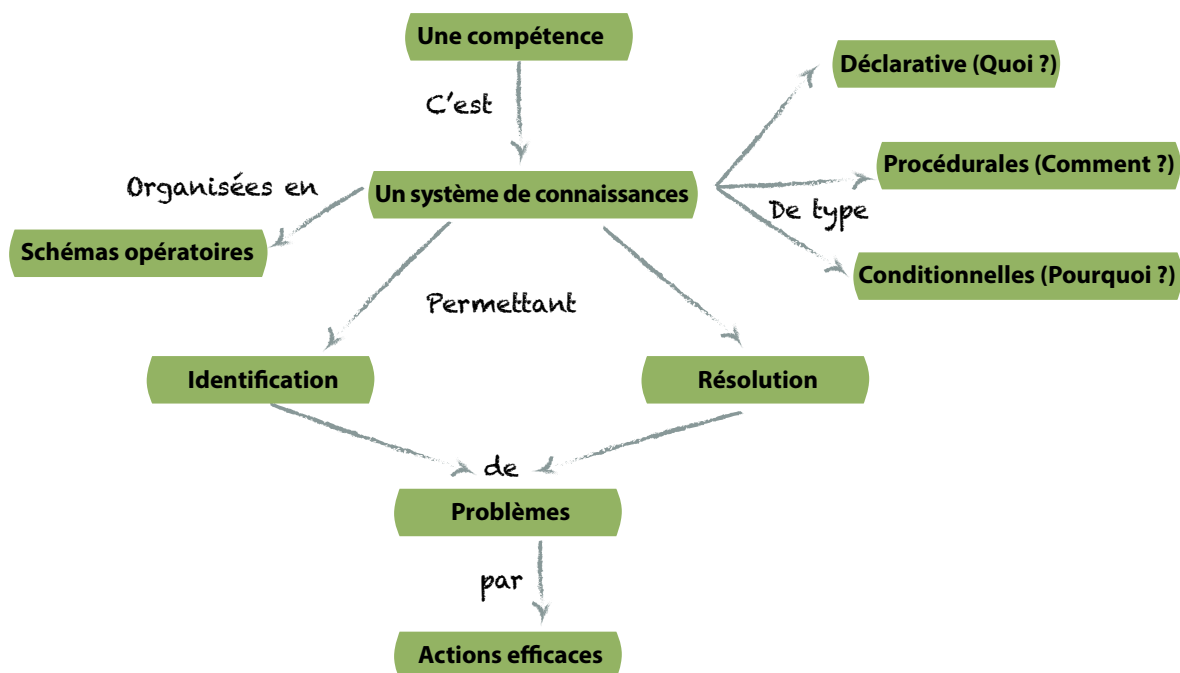 Une compétence
Déclarative (Quoi ?)
C'est
Procédurales (Comment ?)
Organisées en
Un système de connaissances
De type
Schémas opératoires
Conditionnelles (Pourquoi ?)
Permettant
Identification
Résolution
de
Problèmes
par
Actions efficaces